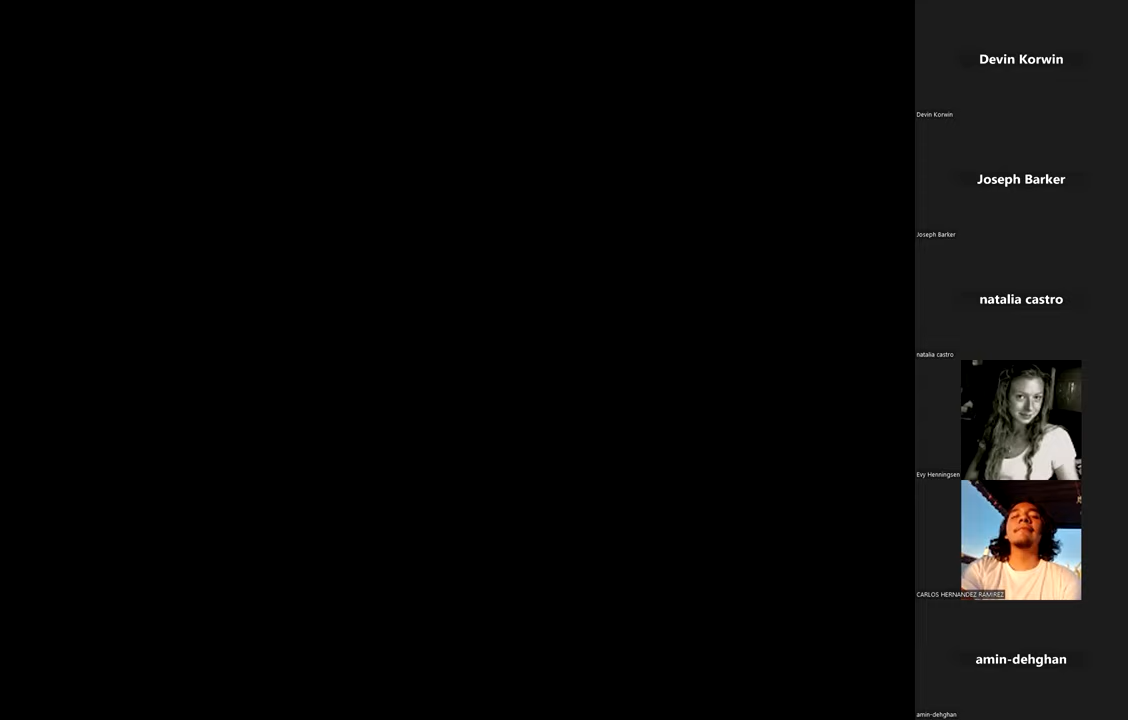 Devin Korwin
Devin Korwin
Joseph Barker
Joseph Barker
natalia castro
natalia castro
Evy Henningsen
CARLOS HERNANDEZ RAMIREZ
amin-dehghan
amin-dehghan